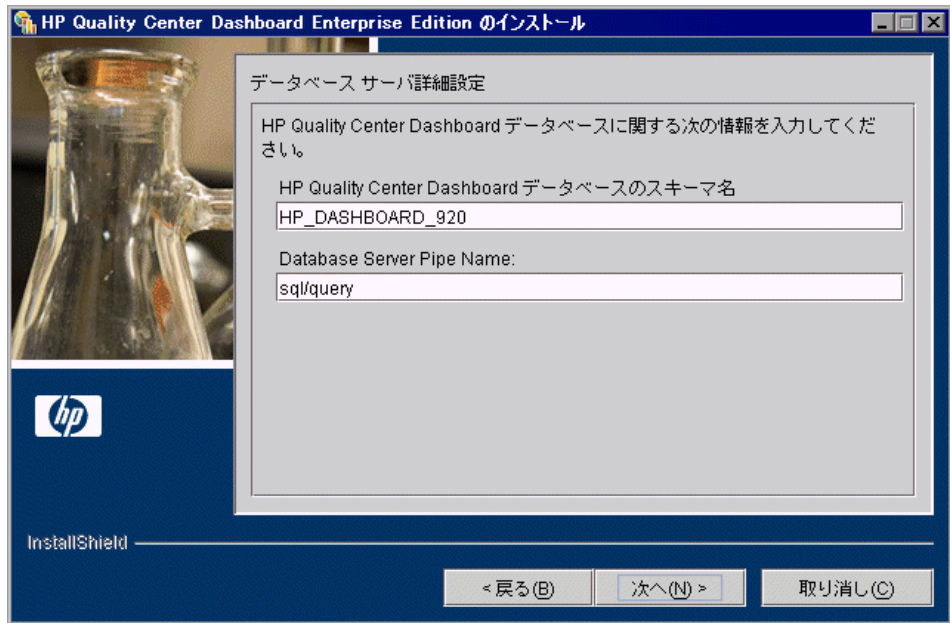 HP Quality Center Dashboard Enterprise Edition のインストール
データベース サーバ詳細設定
HP Quality Center Dashboard データベースに関する次の情報を入力してくだ
さい。
HP Quality Center Dashboard データベースのスキーマ名
HP_DASHBOARD_920
Database Server Pipe Name:
sql/query
hp
InstallShield
<戻る(B)
次へ(N) >
取り消し(C)